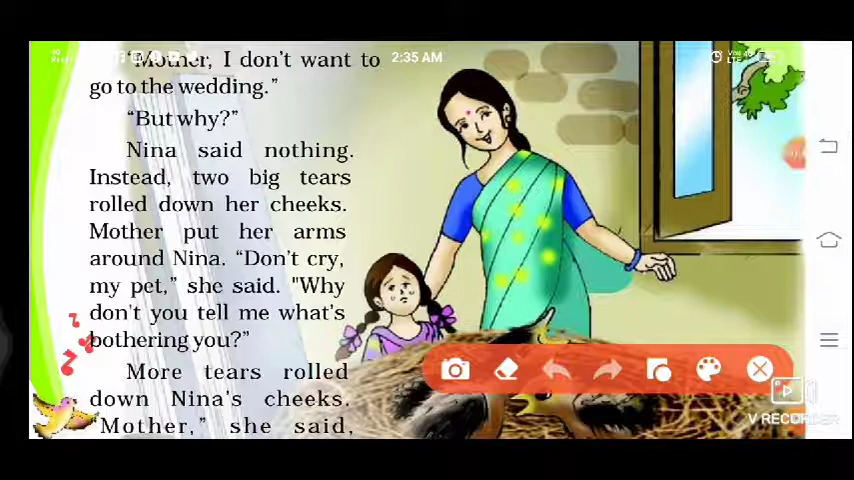 2:35 AM
"Mother, I don't want to
go to the wedding."
"But why?"
Nina said nothing.
Instead, two big tears
rolled down her cheeks.
Mother put her arms
around Nina. "Don't cry,
my pet," she said. "Why
don't you tell me what's
bothering you?"
More tears rolled
down Nina's cheeks.
"Mother," she said,
V RECORDER